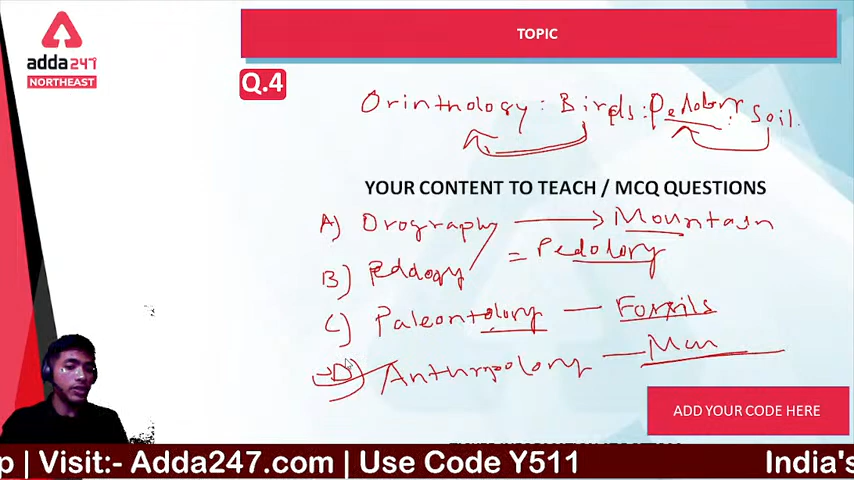 adda247
NORTHEAST
TOPIC
Q.4
Orinthology : Birds : Pedology : Soil.
YOUR CONTENT TO TEACH / MCQ QUESTIONS
A) Orography → Mountain
B) = Pedology
C) Paleontology — Fossils
D) Anthropology — Man
ADD YOUR CODE HERE
p | Visit:- Adda247.com | Use Code Y511 India's